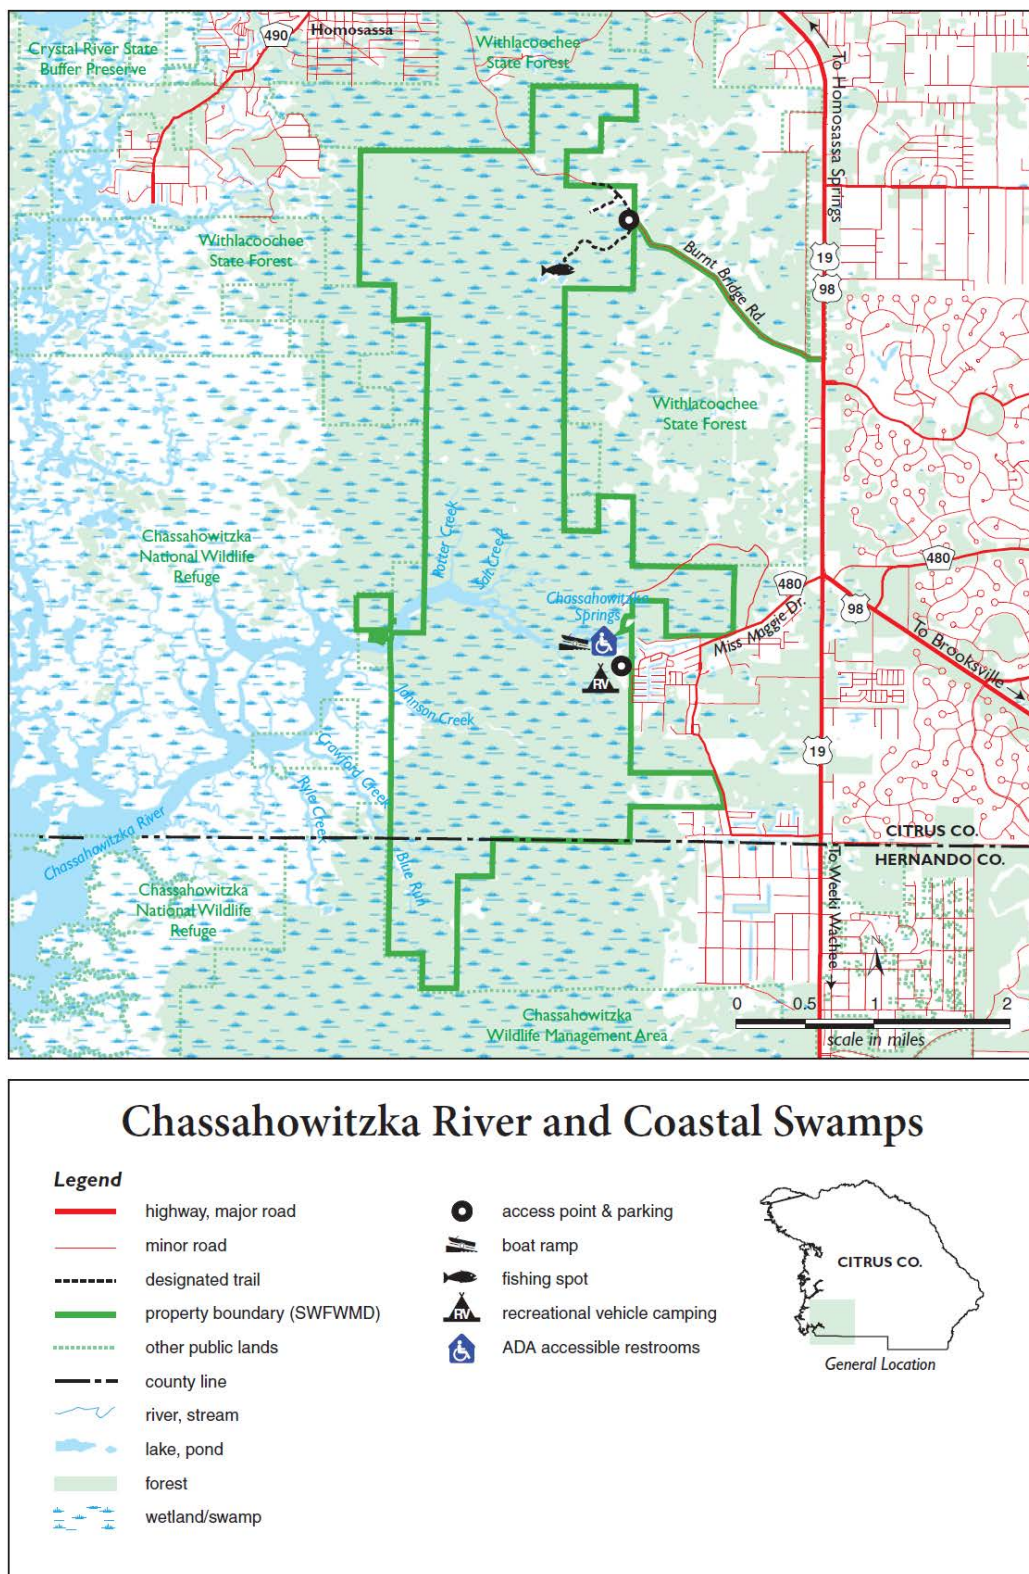 Crystal River State
Buffer Preserve
490
Homosassa
Withlacoochee
State Forest
To Homosassa Springs
Withlacoochee
State Forest
19
98
Burnt Bridge Rd.
Withlacoochee
State Forest
Chassahowitzka
National Wildlife
Refuge
Potter Creek
Salt Creek
Chassahowitzka
Springs
480
480
98
Miss Maggie Dr.
To Brooksville
RV
Johnson Creek
Crawford Creek
Ryle Creek
19
Chassahowitzka River
CITRUS CO.
HERNANDO CO.
Blue Run
To Weeki Wachee
Chassahowitzka
National Wildlife
Refuge
N
0 0.5 1 2
scale in miles
Chassahowitzka
Wildlife Management Area
Chassahowitzka River and Coastal Swamps
Legend
highway, major road
minor road
designated trail
property boundary (SWFWMD)
other public lands
county line
river, stream
lake, pond
forest
wetland/swamp
access point & parking
boat ramp
fishing spot
RV
recreational vehicle camping
ADA accessible restrooms
CITRUS CO.
General Location